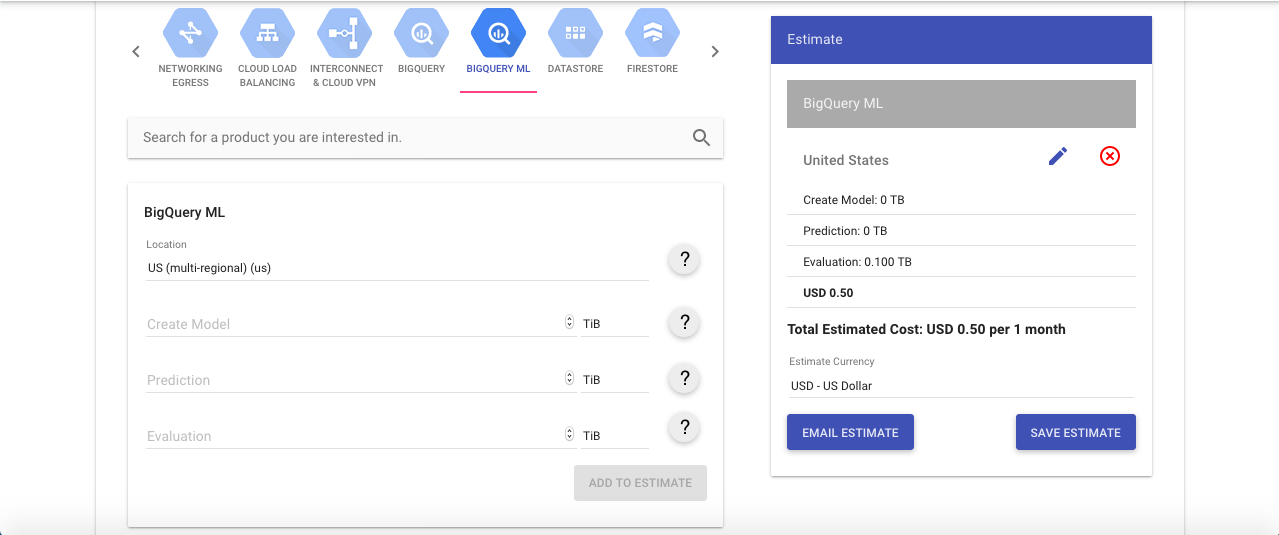 NETWORKING
EGRESS
CLOUD LOAD
BALANCING
INTERCONNECT
& CLOUD VPN
BIGQUERY
BIGQUERY ML
DATASTORE
FIRESTORE
Search for a product you are interested in.
BigQuery ML
Location
US (multi-regional) (us)
?
Create Model
TiB
?
Prediction
TiB
?
Evaluation
TiB
?
ADD TO ESTIMATE
Estimate
BigQuery ML
United States
Create Model: 0 TB
Prediction: 0 TB
Evaluation: 0.100 TB
USD 0.50
Total Estimated Cost: USD 0.50 per 1 month
Estimate Currency
USD - US Dollar
EMAIL ESTIMATE
SAVE ESTIMATE